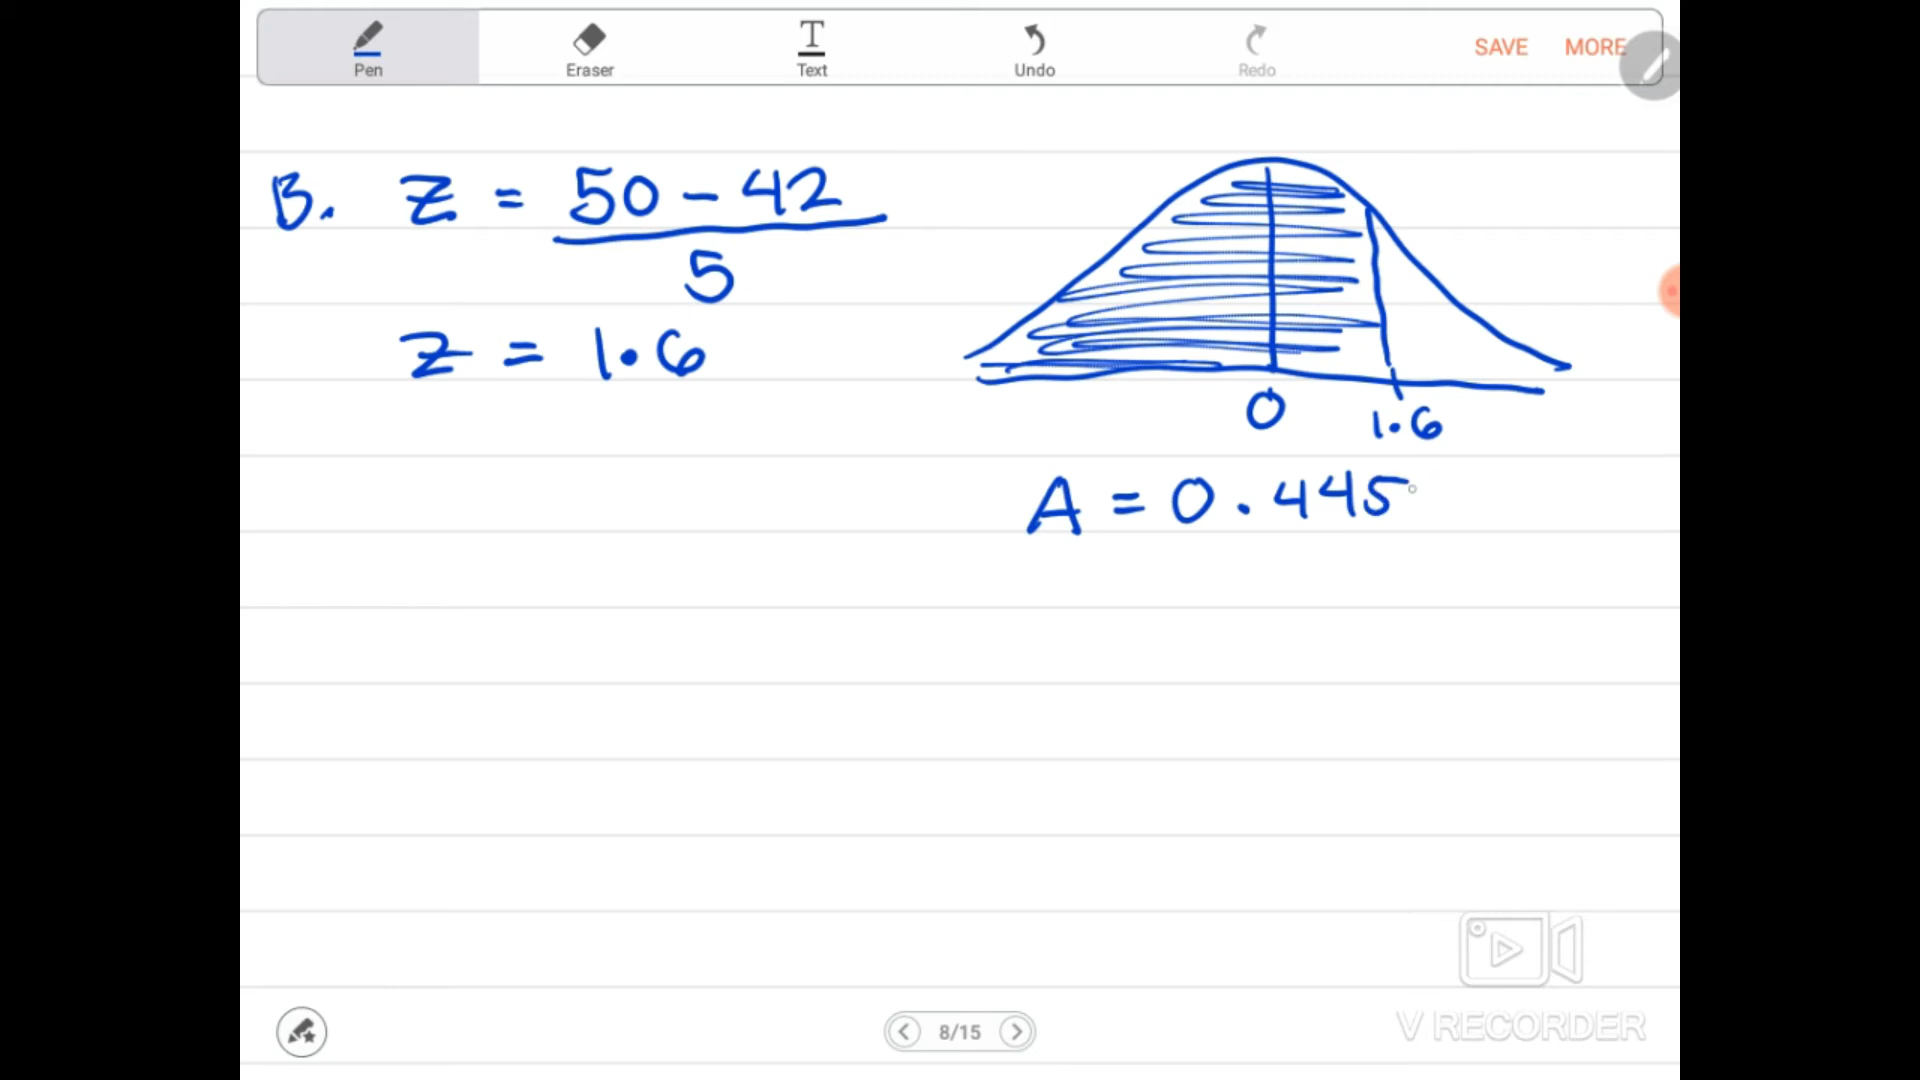 Pen Eraser Text Undo Redo SAVE MORE
B. Z = 50 - 42
5
Z = 1.6
0 1.6
A = 0.445
8/15
V RECORDER